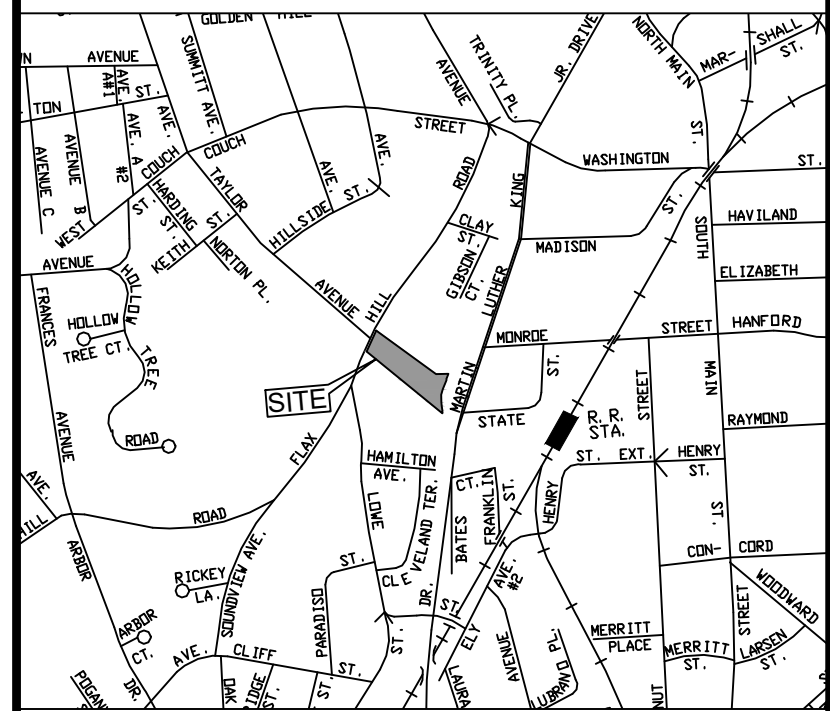 GOLDEN HILL
AVENUE
AVE. A#1
ST.
AVE.
SUMMITT AVE.
AVENUE
TRINITY PL.
JR. DRIVE
NORTH MAIN
ST.
MAR-
SHALL
ST.
TON
AVENUE C
AVENUE B
AVE. A
#2
COUCH
ST.
COUCH
STREET
AVE.
AVE.
WASHINGTON
ST.
WEST
HARDING
ST.
KEITH
ST.
TAYLOR
AVENUE
NORTON PL.
HILLSIDE
ST.
ROAD
HILL
FLAX
CLAY
ST.
GIBSON
CT.
KING
LUTHER
MARTIN
MADISON
ST.
SOUTH
MAIN
ST.
HAVILAND
ELIZABETH
AVENUE
FRANCES
AVENUE
HOLLOW
TREE
ROAD
HOLLOW
TREE CT.
MONROE
STREET
HANFORD
ST.
STATE
SITE
R. R.
STA.
STREET
RAYMOND
HAMILTON
AVE.
LOWE
ST.
CT.
BATES
FRANKLIN
ST.
HENRY
ST. EXT.
HENRY
ST.
AVE.
HILL
ROAD
CLEVELAND TER.
DR.
ARBOR
DR.
RICKEY
LA.
SOUNDVIEW AVE.
PARADISO
ST.
ST.
ELY
AVE.
#2
CON-
CORD
WOODWARD
STREET
ARBOR
CT.
AVE.
CLIFF
ST.
MERRITT
PLACE
MERRITT
ST.
LARSEN
ST.
OAK
RIDGE
ST.
ST.
LAURA
AVENUE
LUBRANO PL.
NUT